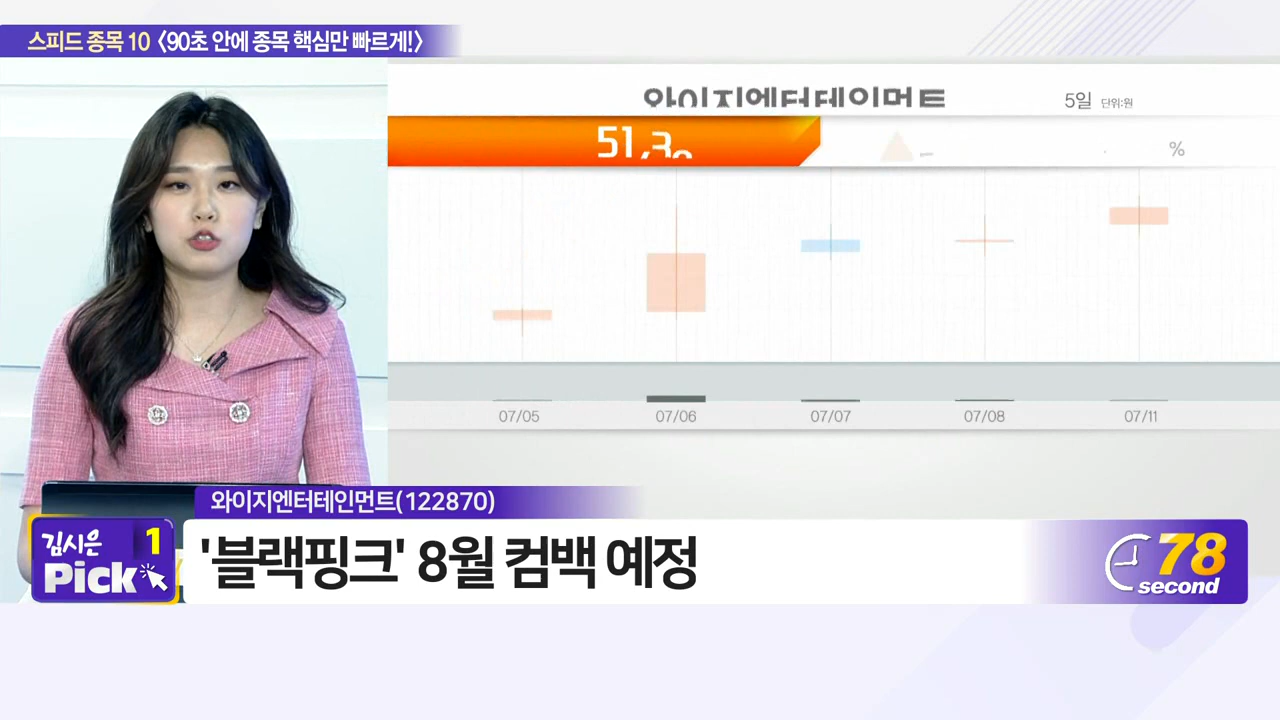 스피드 종목 10 〈90초 안에 종목 핵심만 빠르게!〉
5일 단위:원
%
07/05 07/06 07/07 07/08 07/11
와이지엔터테인먼트(122870)
김시은 1
Pick
'블랙핑크' 8월 컴백 예정
78
second